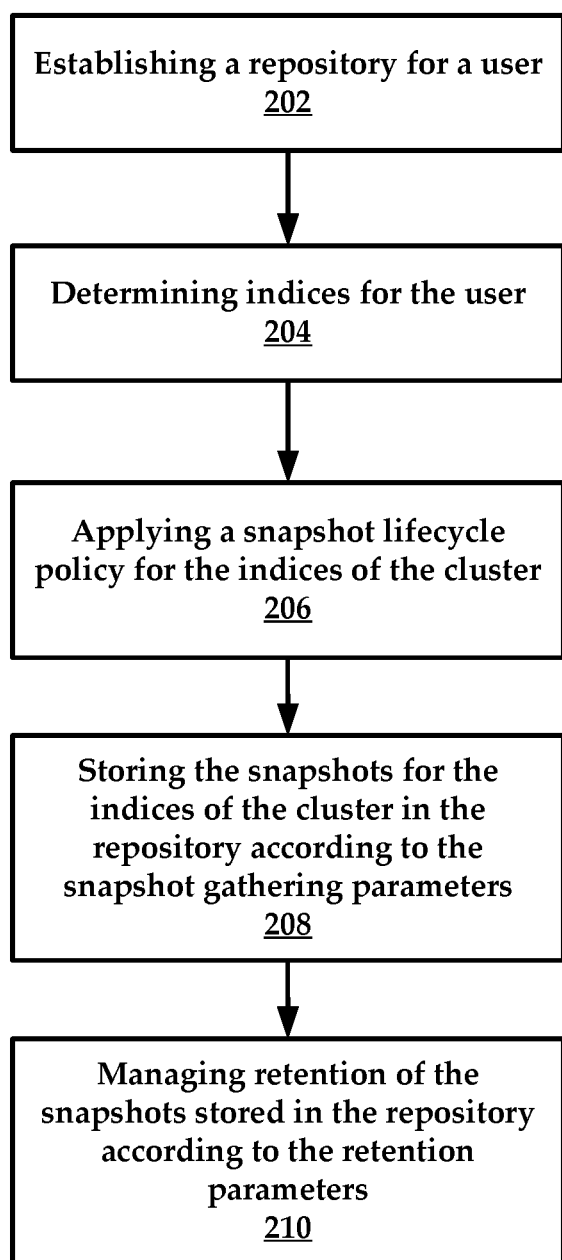 Establishing a repository for a user
202
Determining indices for the user
204
Applying a snapshot lifecycle
policy for the indices of the cluster
206
Storing the snapshots for the
indices of the cluster in the
repository according to the
snapshot gathering parameters
208
Managing retention of the
snapshots stored in the repository
according to the retention
parameters
210